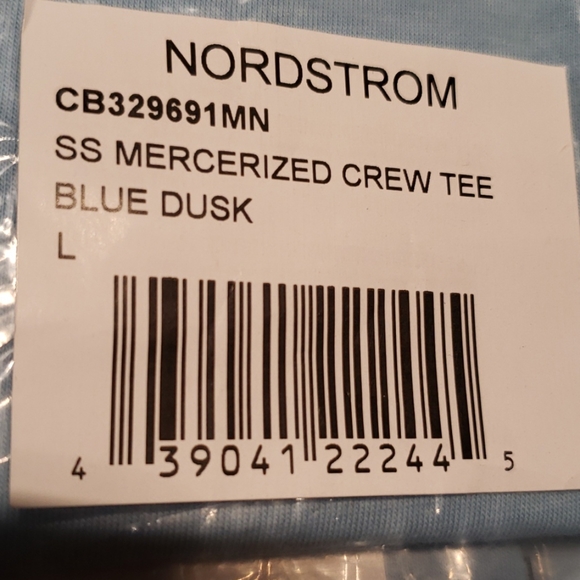 NORDSTROM
CB329691MN
SS MERCERIZED CREW TEE
BLUE DUSK
L
4 39041 22244 5